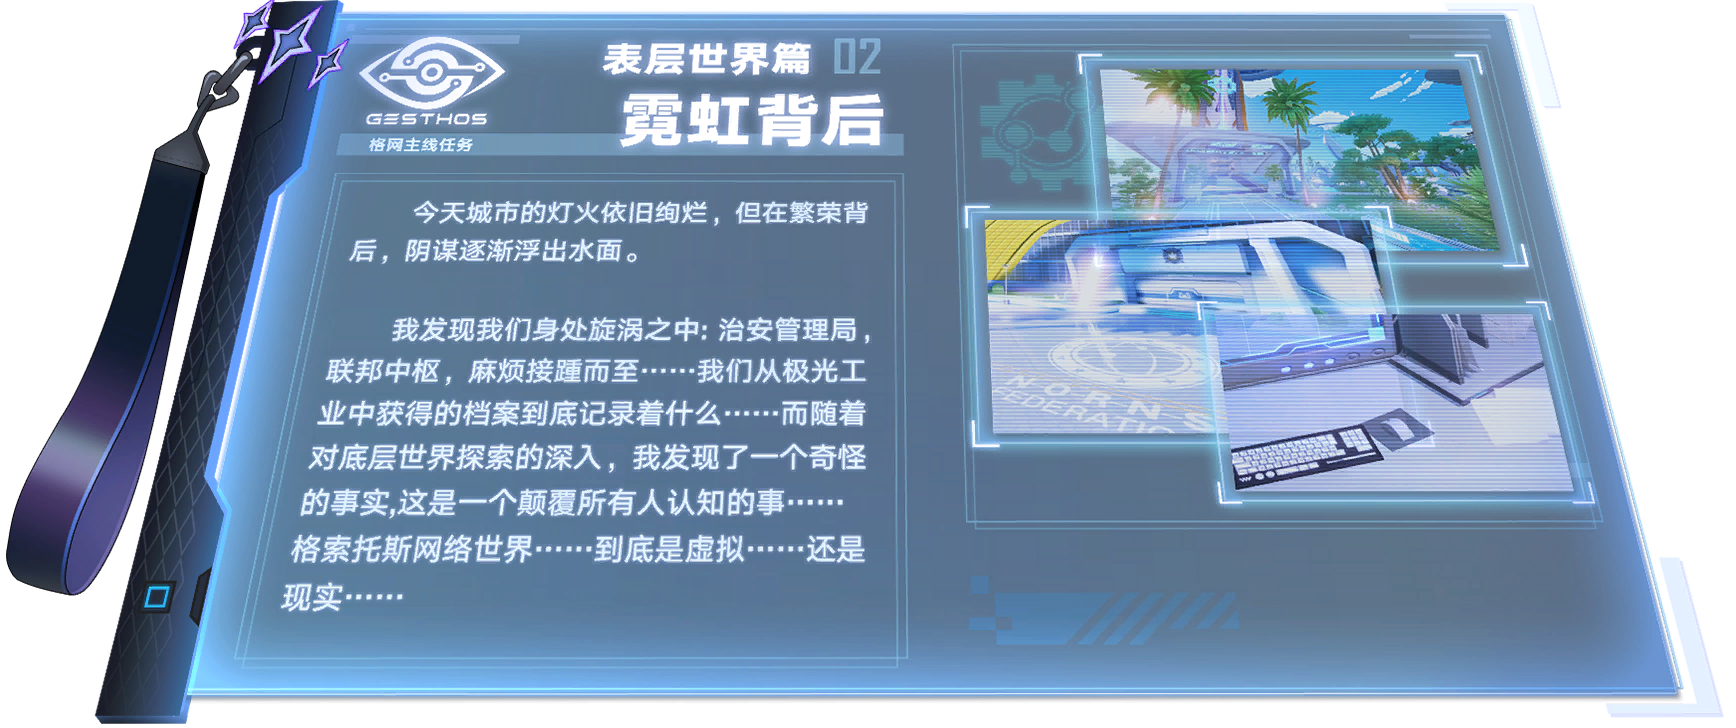 GESTHOS
格网主线任务
表层世界篇 02
霓虹背后
今天城市的灯火依旧绚烂，但在繁荣背
后，阴谋逐渐浮出水面。
我发现我们身处旋涡之中：治安管理局，
联邦中枢，麻烦接踵而至……我们从极光工
业中获得的档案到底记录着什么……而随着
对底层世界探索的深入，我发现了一个奇怪
的事实,这是一个颠覆所有人认知的事……
格索托斯网络世界……到底是虚拟……还是
现实……
NORNS
FEDERATIO